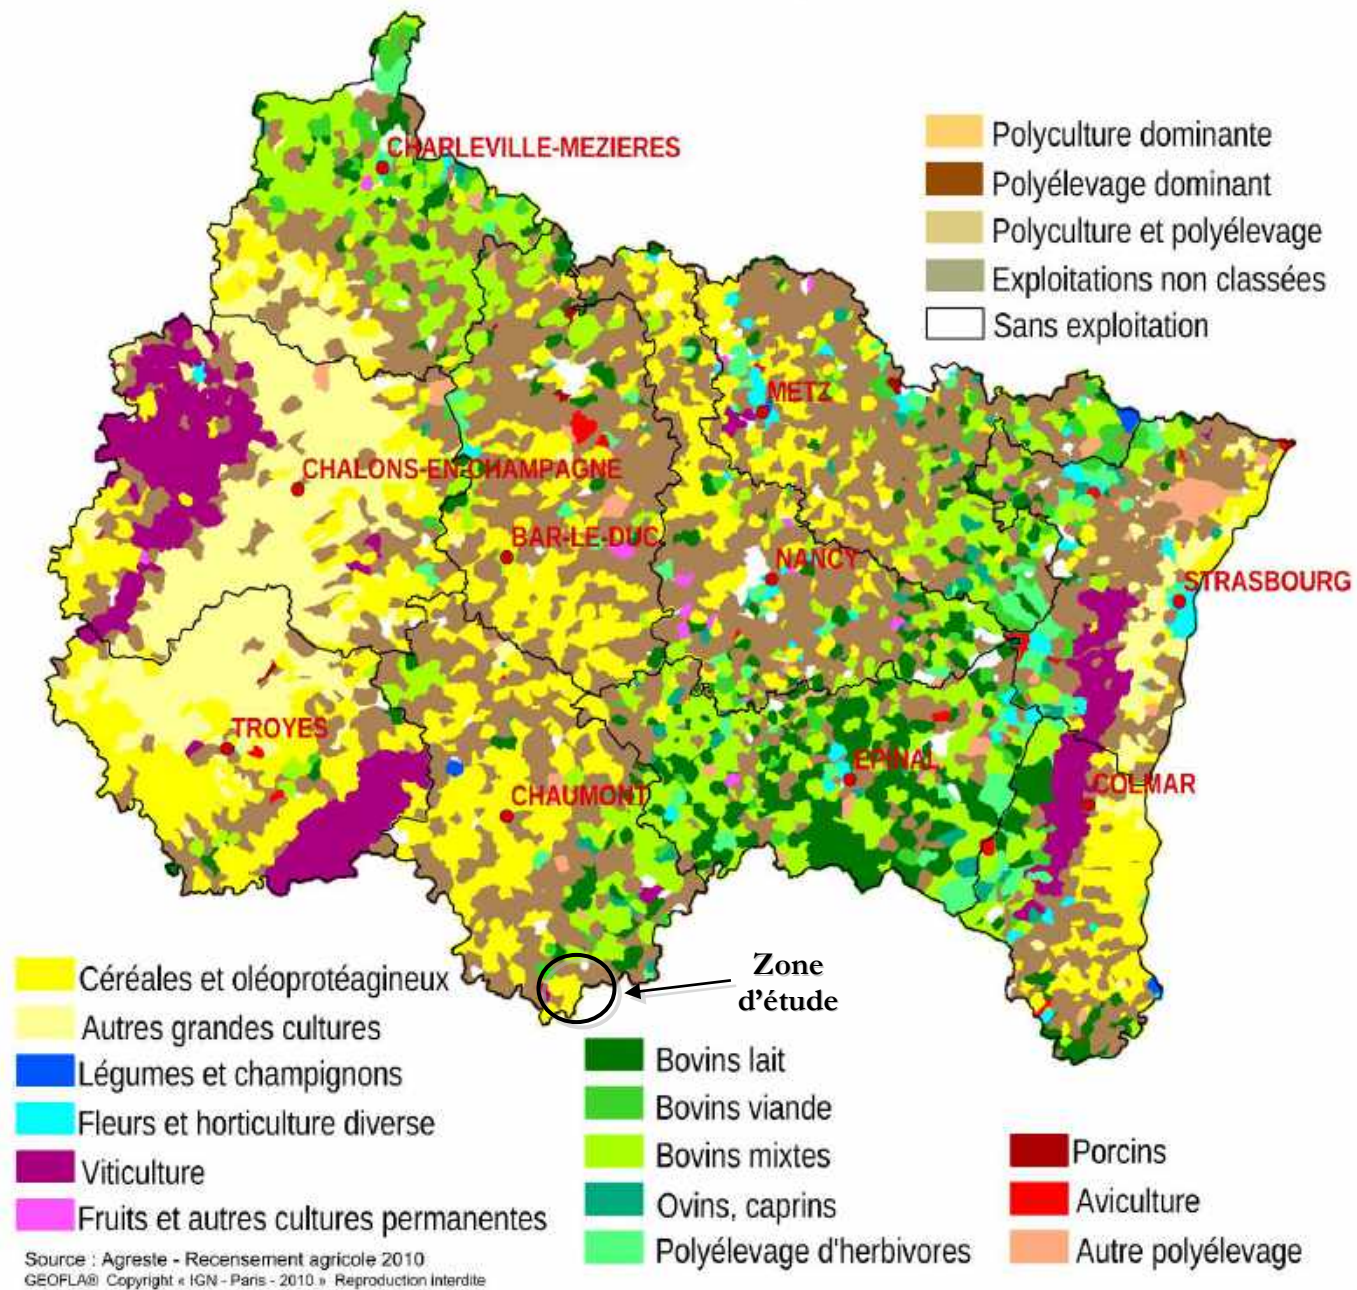 CHARLEVILLE-MEZIERES
Polyculture dominante
Polyélevage dominant
Polyculture et polyélevage
Exploitations non classées
Sans exploitation
METZ
CHALONS-EN-CHAMPAGNE
BAR-LE-DUC
NANCY
STRASBOURG
TROYES
EPINAL
CHAUMONT
COLMAR
Zone
d'étude
Céréales et oléoprotéagineux
Autres grandes cultures
Légumes et champignons
Fleurs et horticulture diverse
Viticulture
Fruits et autres cultures permanentes
Bovins lait
Bovins viande
Bovins mixtes
Ovins, caprins
Polyélevage d'herbivores
Porcins
Aviculture
Autre polyélevage
Source : Agreste - Recensement agricole 2010
GEOFLA® Copyright « IGN - Paris - 2010 » Reproduction interdite